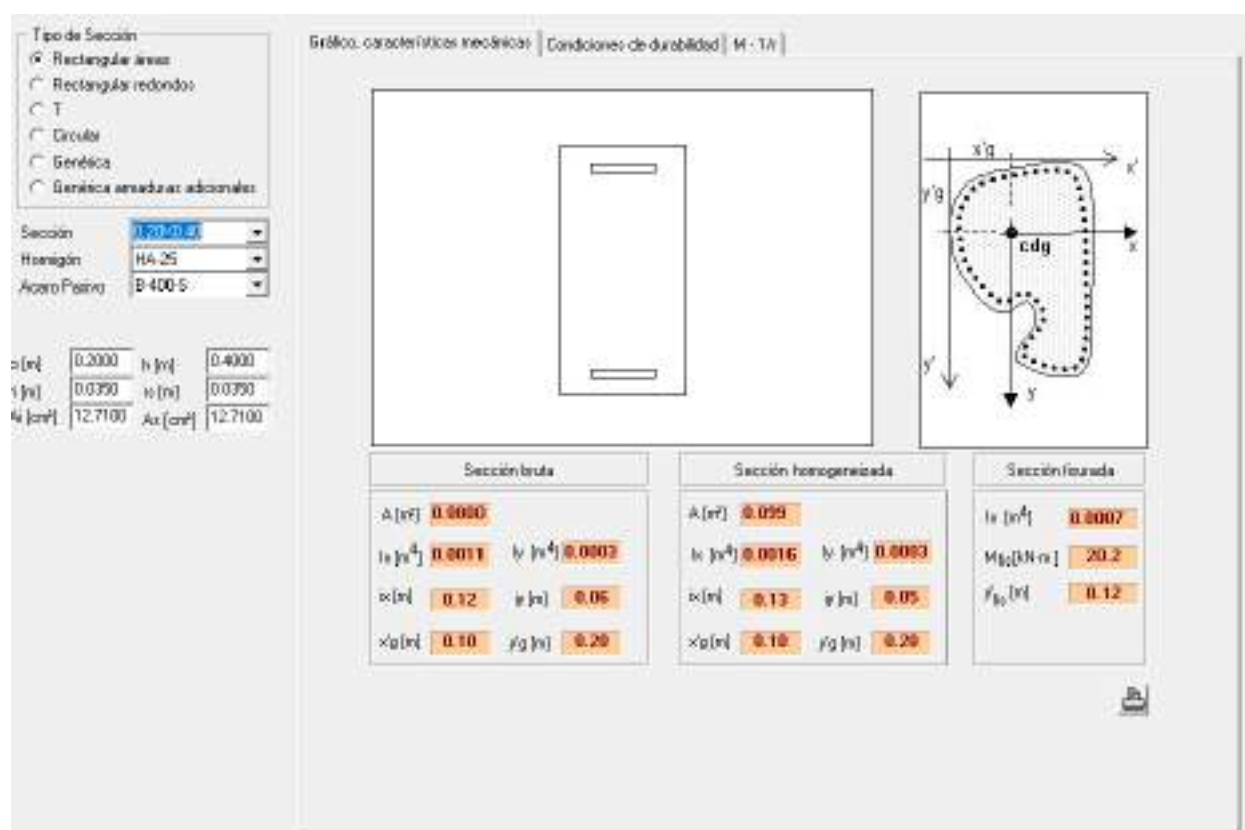 Tipo de Sección
Rectangular áreas
Rectangular redondos
T
Circular
Genérica
Genérica armaduras adicionales
Sección 0.20x0.40
Hormigón HA-25
Acero Pasivo B-400-S
[m] 0.2000 h [m] 0.4000
[m] 0.0350 [m] 0.0350
[cm²] 12.7100 [cm²] 12.7100
Gráfico, características mecánicas Condiciones de durabilidad M - 1/r
x'g
x'
y'g
cdg
x
y'
y
Sección bruta
A [m²] 0.0800
Ix [m⁴] 0.0011 Iy [m⁴] 0.0003
ix [m] 0.12 iy [m] 0.06
x'g [m] 0.10 y'g [m] 0.20
Sección homogeneizada
A [m²] 0.099
Ix [m⁴] 0.0016 Iy [m⁴] 0.0003
ix [m] 0.13 iy [m] 0.05
x'g [m] 0.10 y'g [m] 0.20
Sección fisurada
[m⁴] 0.0007
Mfis [kN·m] 20.2
[m] 0.12